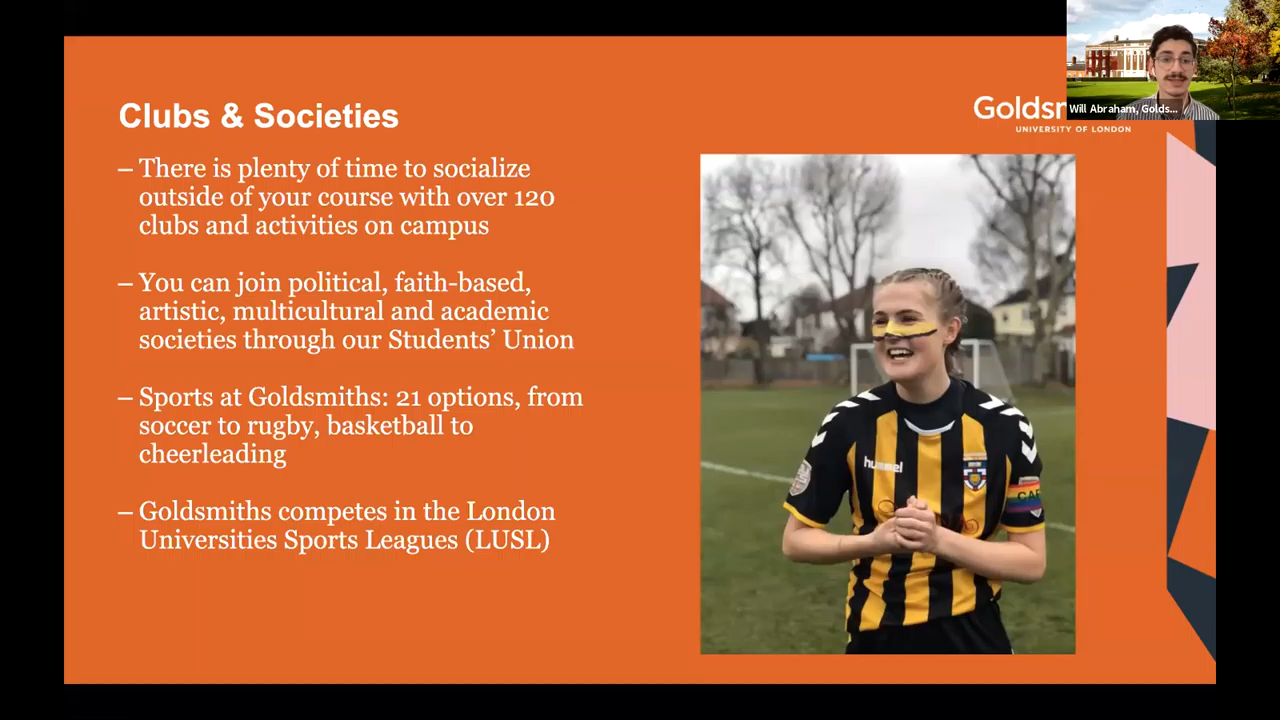 Clubs & Societies
– There is plenty of time to socialize
outside of your course with over 120
clubs and activities on campus
– You can join political, faith-based,
artistic, multicultural and academic
societies through our Students’ Union
– Sports at Goldsmiths: 21 options, from
soccer to rugby, basketball to
cheerleading
– Goldsmiths competes in the London
Universities Sports Leagues (LUSL)
UNIVERSITY OF LONDON
Will Abraham, Golds...
hummel